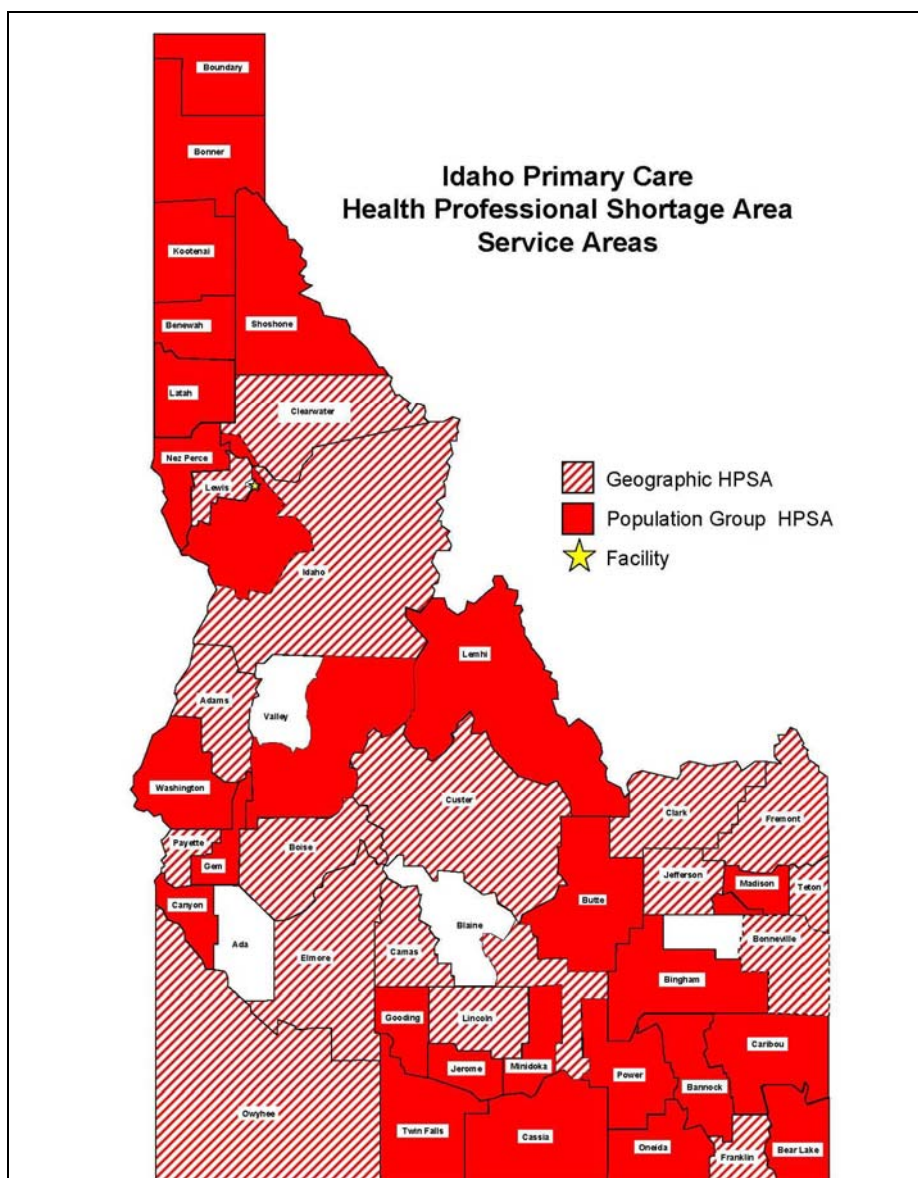 Idaho Primary Care
Health Professional Shortage Area
Service Areas
Boundary
Bonner
Kootenai
Benewah
Shoshone
Latah
Clearwater
Nez Perce
Lewis
Geographic HPSA
Population Group HPSA
Facility
Idaho
Lemhi
Adams
Valley
Washington
Custer
Clark
Fremont
Payette
Boise
Gem
Jefferson
Madison
Teton
Canyon
Butte
Ada
Blaine
Bonneville
Elmore
Camas
Bingham
Gooding
Lincoln
Caribou
Jerome
Minidoka
Power
Bannock
Owyhee
Twin Falls
Cassia
Oneida
Franklin
Bear Lake